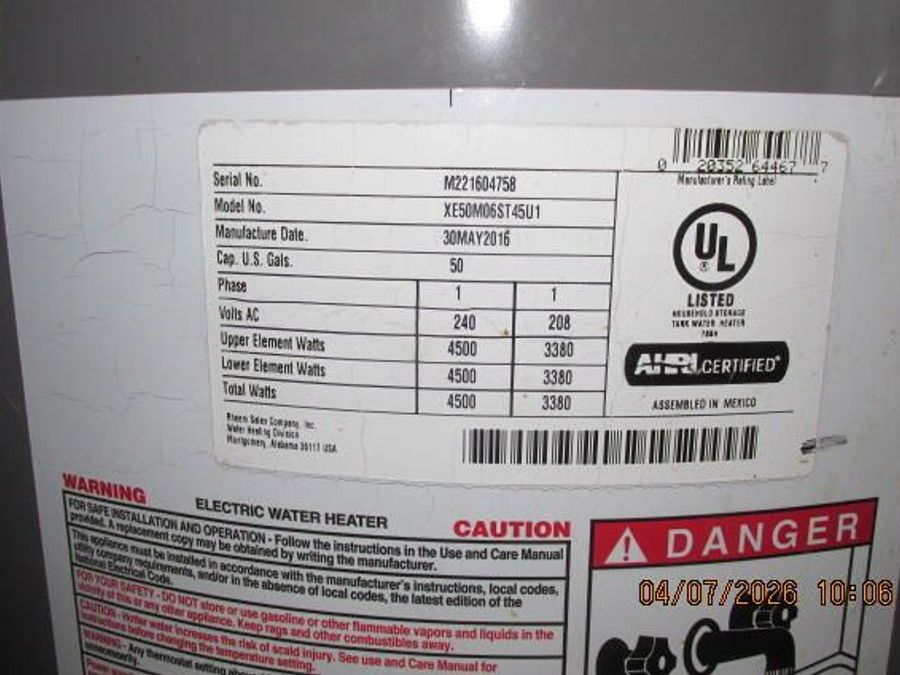 0 20352 64467 7
Manufacturer's Rating Label
Serial No. M221604758
Model No. XE50M06ST45U1
Manufacture Date. 30MAY2016
Cap. U.S. Gals. 50
Phase 1 1
Volts AC 240 208
Upper Element Watts 4500 3380
Lower Element Watts 4500 3380
Total Watts 4500 3380
UL
®
LISTED
HOUSEHOLD STORAGE
TANK WATER HEATER
AHRI CERTIFIED®
ASSEMBLED IN MEXICO
Rheem Sales Company, Inc.
Water Heating Division
Montgomery, Alabama 36117 USA
WARNING ELECTRIC WATER HEATER CAUTION
FOR SAFE INSTALLATION AND OPERATION - Follow the instructions in the Use and Care Manual
provided. A replacement copy may be obtained by writing the manufacturer.
This appliance must be installed in accordance with the manufacturer's instructions, local codes,
utility company requirements, and/or in the absence of local codes, the latest edition of the
National Electrical Code.
FOR YOUR SAFETY - DO NOT store or use gasoline or other flammable vapors and liquids in the
vicinity of this or any other appliance. Keep rags and other combustibles away.
CAUTION - Hotter water increases the risk of scald injury. See use and Care Manual for
instructions before changing the temperature setting.
WARNING - Any thermostat setting above
unnecessarily.
DANGER
04/07/2026 10:06